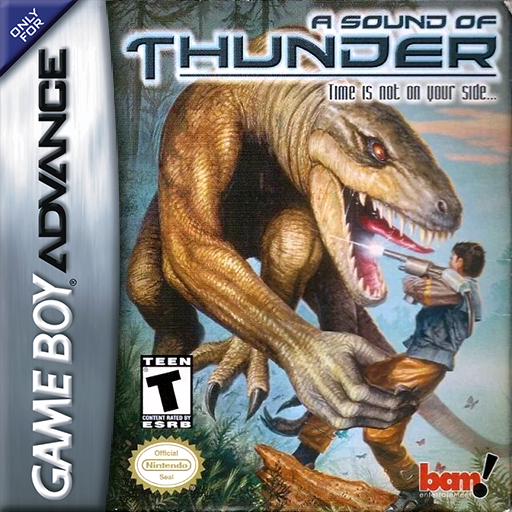 ONLY
FOR
GAME BOY ADVANCE
A SOUND OF
THUNDER
Time is not on your side...
TEEN
T
CONTENT RATED BY
ESRB
Official
Nintendo
Seal
bam!
entertainment